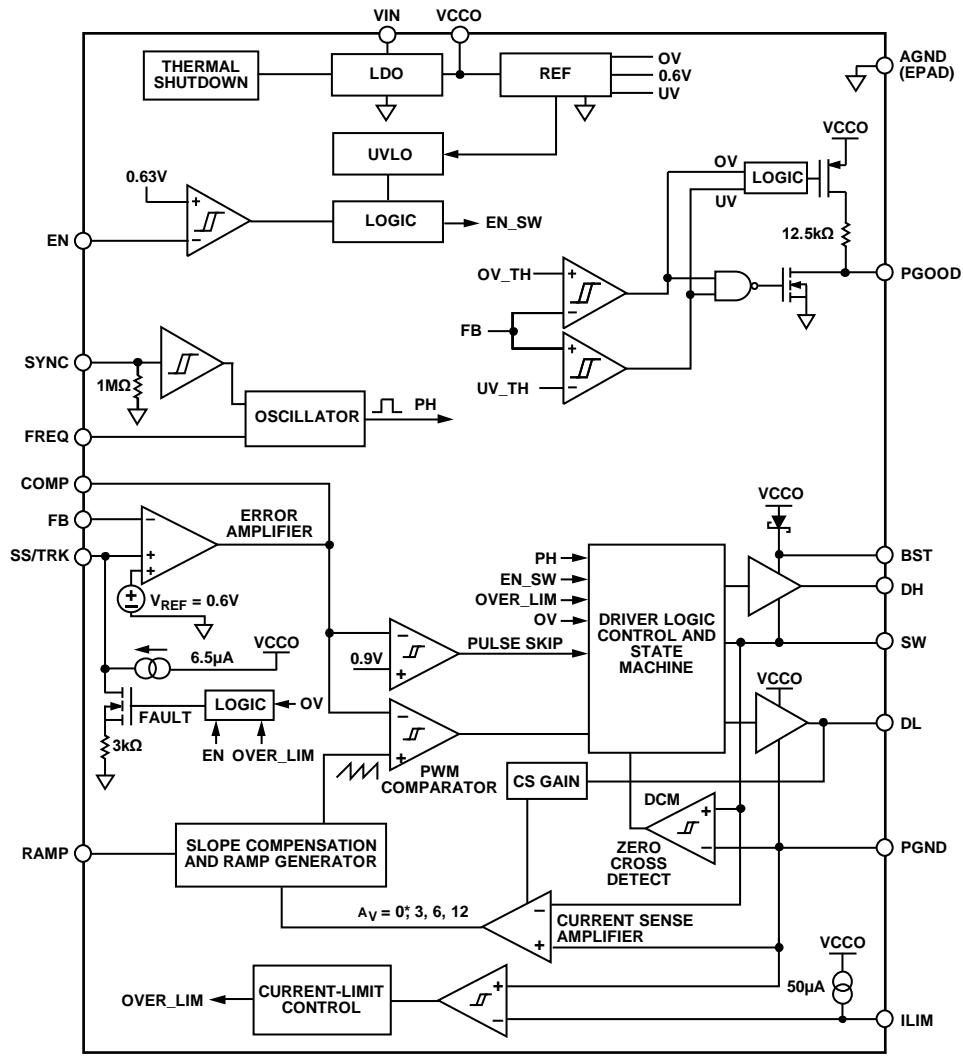 VIN
VCCO
THERMAL
SHUTDOWN
LDO
REF
OV
0.6V
UV
AGND
(EPAD)
UVLO
VCCO
OV
LOGIC
UV
0.63V
+
−
LOGIC
EN_SW
EN
12.5kΩ
OV_TH
+
−
PGOOD
FB
+
−
UV_TH
SYNC
1MΩ
OSCILLATOR
PH
FREQ
COMP
FB
−
ERROR
AMPLIFIER
SS/TRK
+
+
VREF = 0.6V
VCCO
BST
DH
PH
EN_SW
OVER_LIM
OV
DRIVER LOGIC
CONTROL AND
STATE
MACHINE
SW
6.5µA
VCCO
0.9V
−
+
PULSE SKIP
VCCO
DL
FAULT
LOGIC
OV
EN
OVER_LIM
3kΩ
−
+
PWM
COMPARATOR
CS GAIN
DCM
+
−
ZERO
CROSS
DETECT
PGND
RAMP
SLOPE COMPENSATION
AND RAMP GENERATOR
AV = 0*, 3, 6, 12
−
+
CURRENT SENSE
AMPLIFIER
VCCO
50µA
OVER_LIM
CURRENT-LIMIT
CONTROL
+
−
ILIM